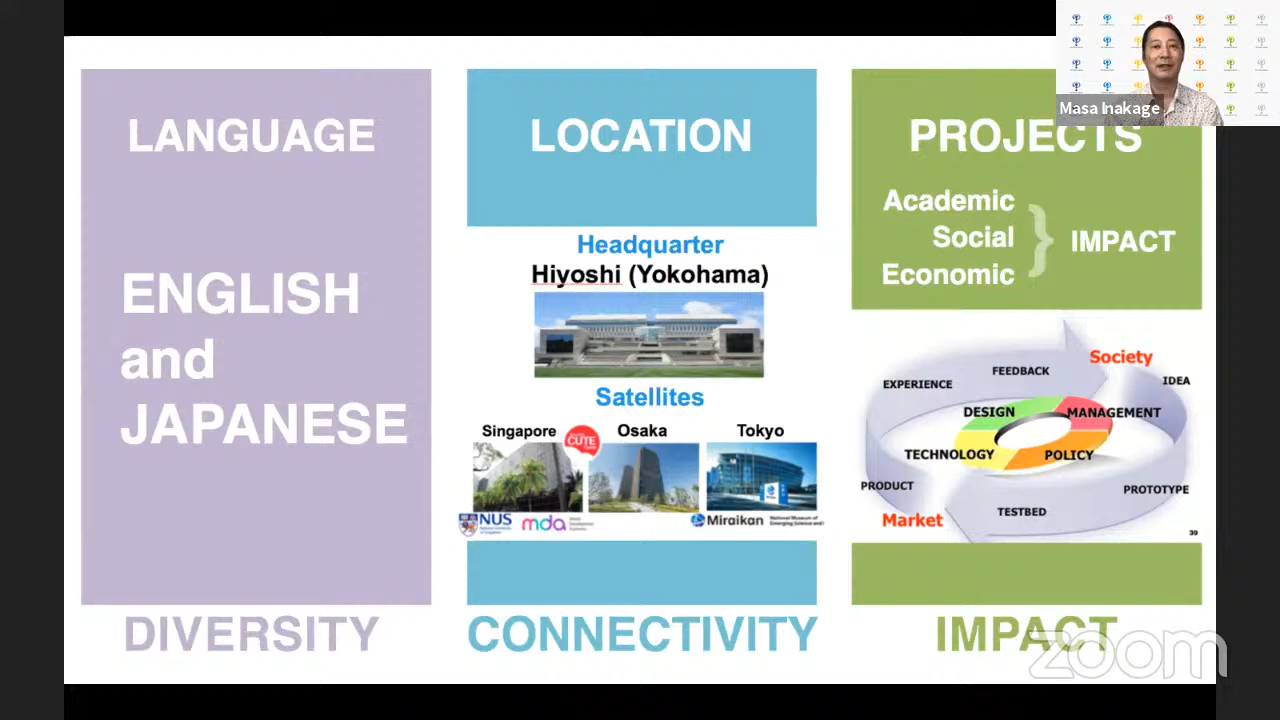 Masa Inakage
LANGUAGE
ENGLISH
and
JAPANESE
DIVERSITY
LOCATION
Headquarter
Hiyoshi (Yokohama)
Satellites
Singapore
CUTE
Osaka
Tokyo
NUS
mda
Miraikan
CONNECTIVITY
PROJECTS
Academic
Social
Economic
} IMPACT
Society
FEEDBACK
IDEA
EXPERIENCE
DESIGN
MANAGEMENT
TECHNOLOGY
POLICY
PRODUCT
PROTOTYPE
Market
TESTBED
39
IMPACT
zoom